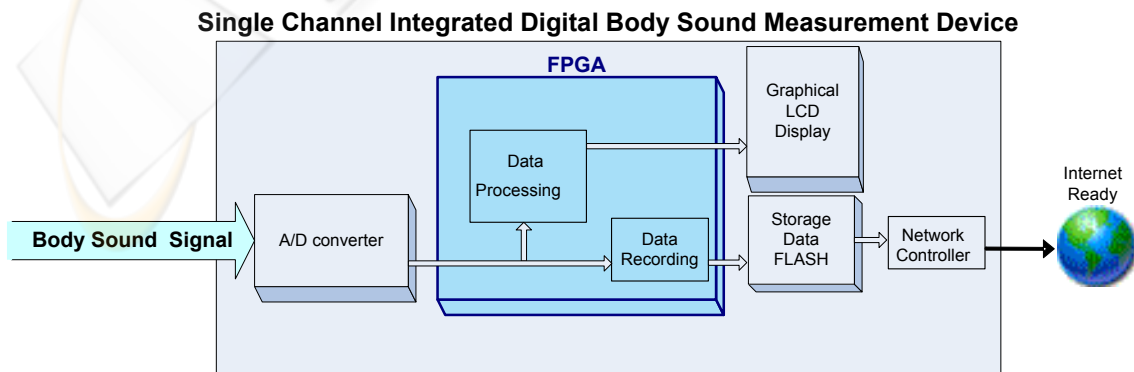 Single Channel Integrated Digital Body Sound Measurement Device
FPGA
Graphical
LCD
Display
Data
Processing
Internet
Ready
Body Sound Signal
A/D converter
Data
Recording
Storage
Data
FLASH
Network
Controller